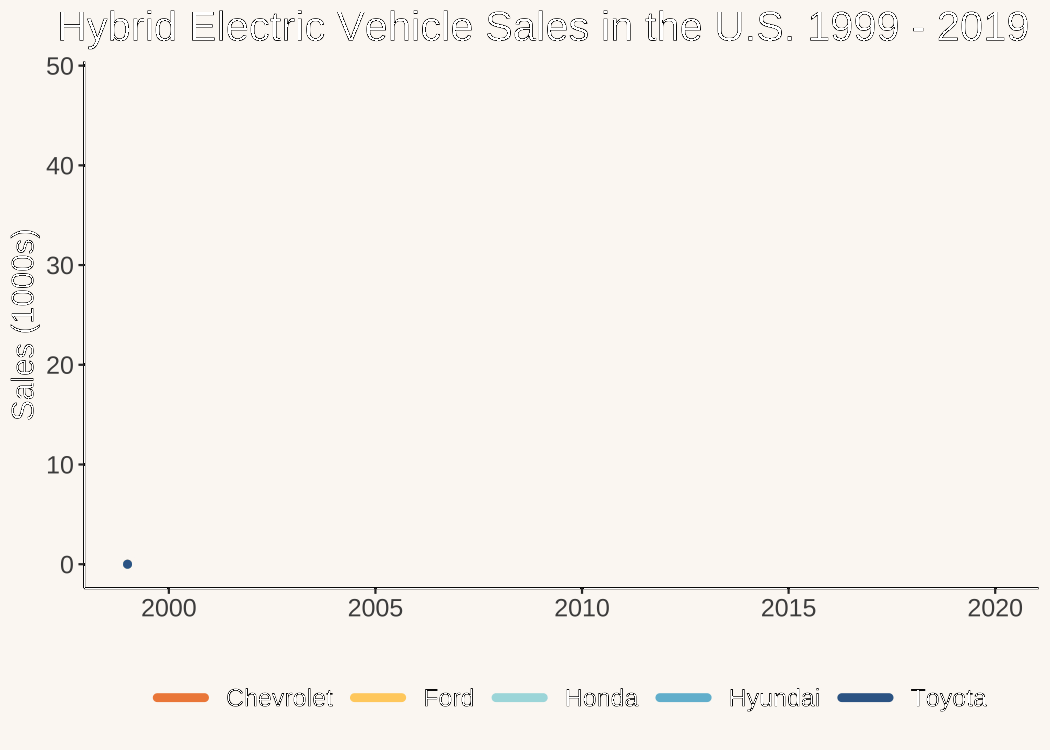 Hybrid Electric Vehicle Sales in the U.S. 1999 - 2019
Sales (1000s)
50
40
30
20
10
0
2000 2005 2010 2015 2020
Chevrolet Ford Honda Hyundai Toyota